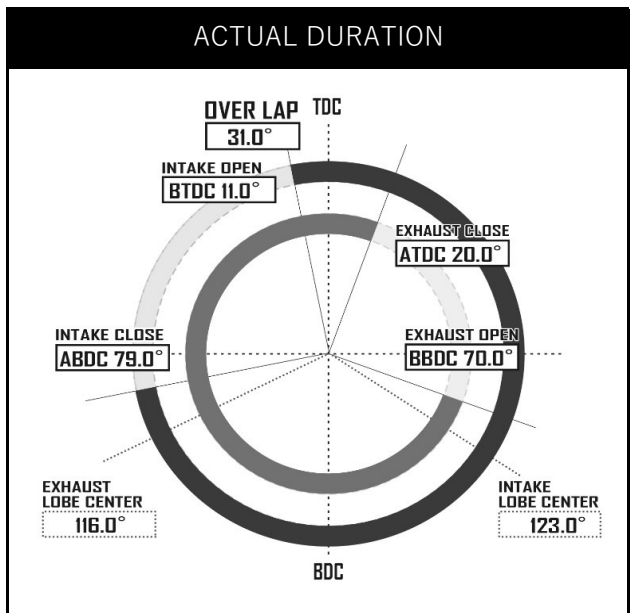 ACTUAL DURATION
OVER LAP
31.0°
TDC
INTAKE OPEN
BTDC 11.0°
EXHAUST CLOSE
ATDC 20.0°
INTAKE CLOSE
ABDC 79.0°
EXHAUST OPEN
BBDC 70.0°
EXHAUST
LOBE CENTER
116.0°
INTAKE
LOBE CENTER
123.0°
BDC